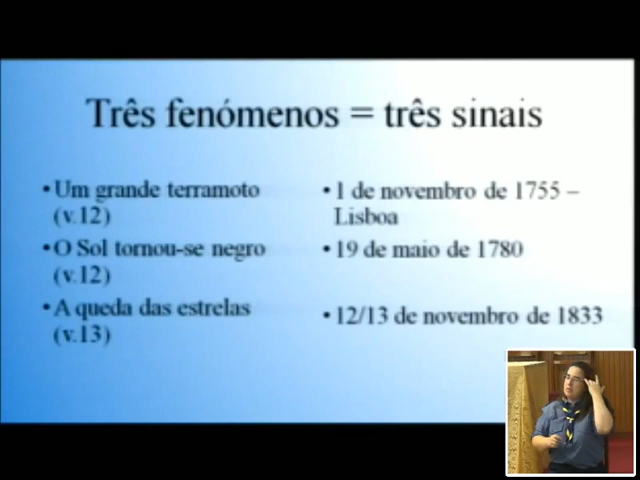 Três fenómenos = três sinais
•Um grande terramoto
(v.12)
•O Sol tornou-se negro
(v.12)
•A queda das estrelas
(v.13)
•1 de novembro de 1755 –
Lisboa
•19 de maio de 1780
•12/13 de novembro de 1833